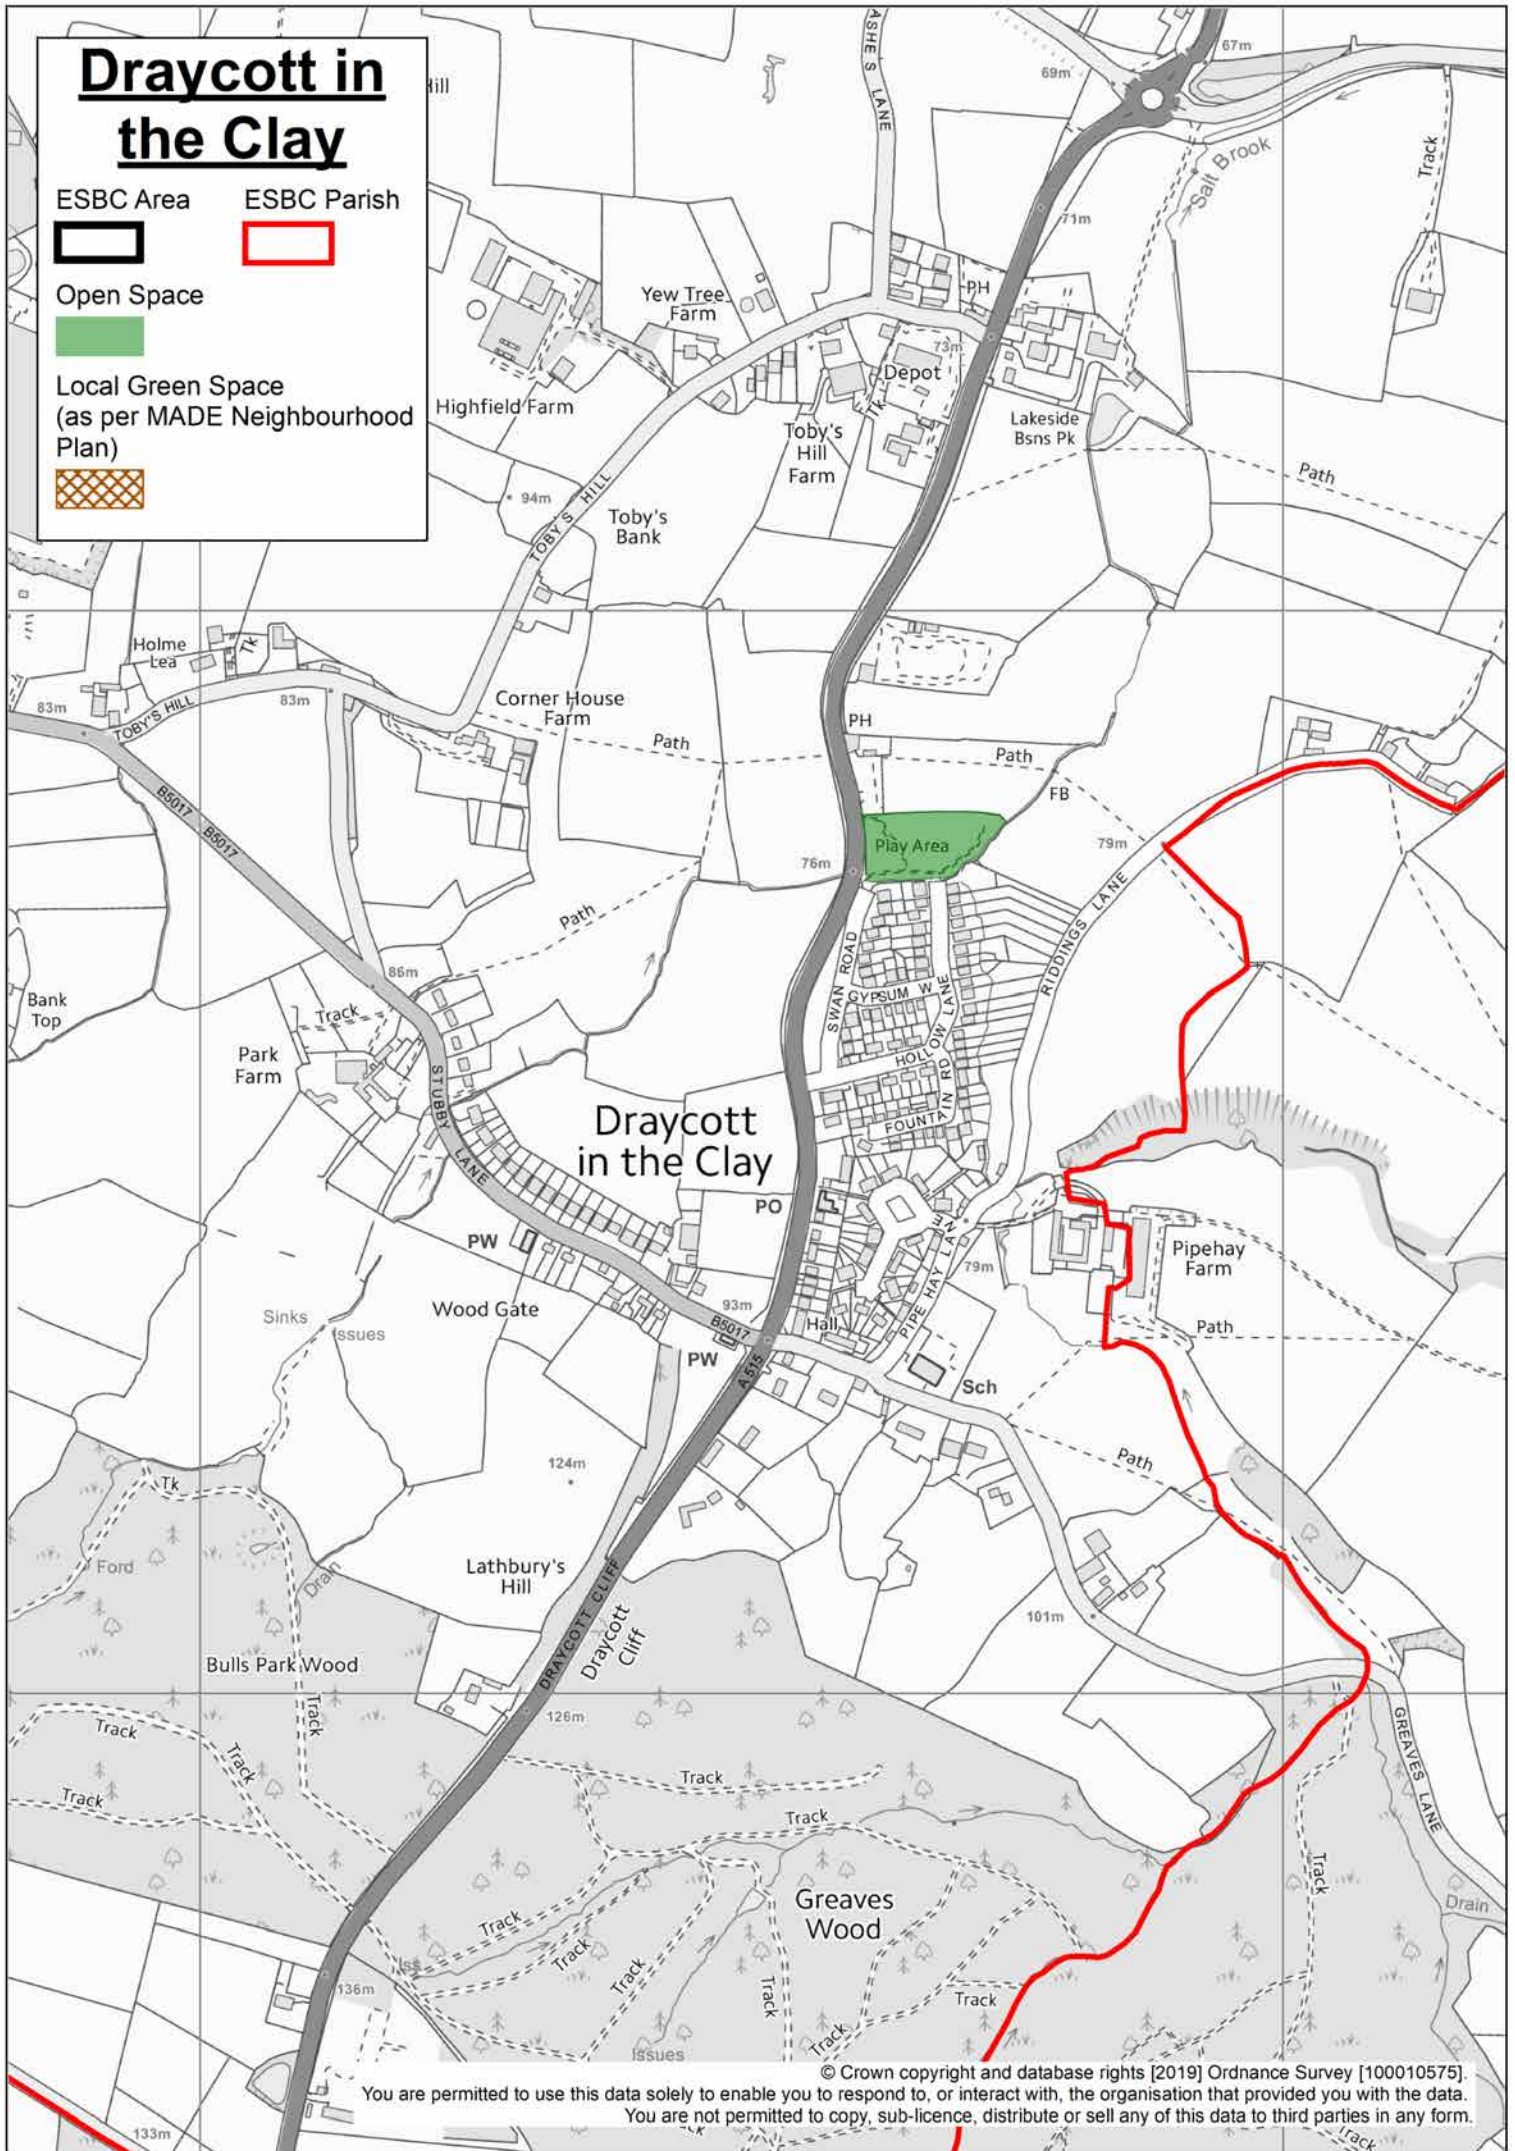 Draycott in
the Clay
ESBC Area
ESBC Parish
Open Space
Local Green Space
(as per MADE Neighbourhood
Plan)
ASHES LANE
67m
69m
Salt Brook
Track
71m
Yew Tree
Farm
PH
73m
Depot
Highfield Farm
Tk
Toby's
Hill
Farm
Lakeside
Bsns Pk
Path
94m
TOBY'S HILL
Toby's
Bank
Holme
Lea
Tk
83m
TOBY'S HILL
83m
Corner House
Farm
Path
PH
Path
FB
B5017
B5017
Play Area
76m
79m
Path
RIDDINGS LANE
SWAN ROAD
86m
GYPSUM W
HOLLOW LANE
Bank
Top
Track
Park
Farm
STUBBY
LANE
FOUNTAIN RD
Draycott
in the Clay
PO
PW
PIPE HAY LANE
79m
Pipehay
Farm
Wood Gate
Sinks
Issues
93m
B5017
Hall
Path
PW
A 515
Sch
124m
Path
Tk
Ford
Drain
Lathbury's
Hill
DRAYCOTT CLIFF
Draycott
Cliff
101m
Bulls Park Wood
126m
Track
Track
Track
Track
Track
Track
GREAVES LANE
Track
Greaves
Wood
Drain
Track
Track
Track
Track
Track
Track
Iss
136m
Issues
133m
Track
© Crown copyright and database rights [2019] Ordnance Survey [100010575].
You are permitted to use this data solely to enable you to respond to, or interact with, the organisation that provided you with the data.
You are not permitted to copy, sub-licence, distribute or sell any of this data to third parties in any form.